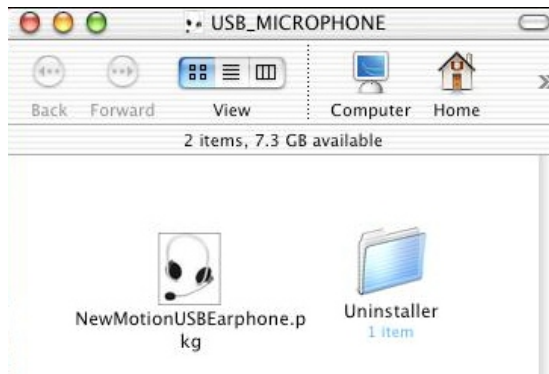 USB_MICROPHONE
Back Forward View Computer Home
2 items, 7.3 GB available
NewMotionUSBEarphone.p
kg
Uninstaller
1 item